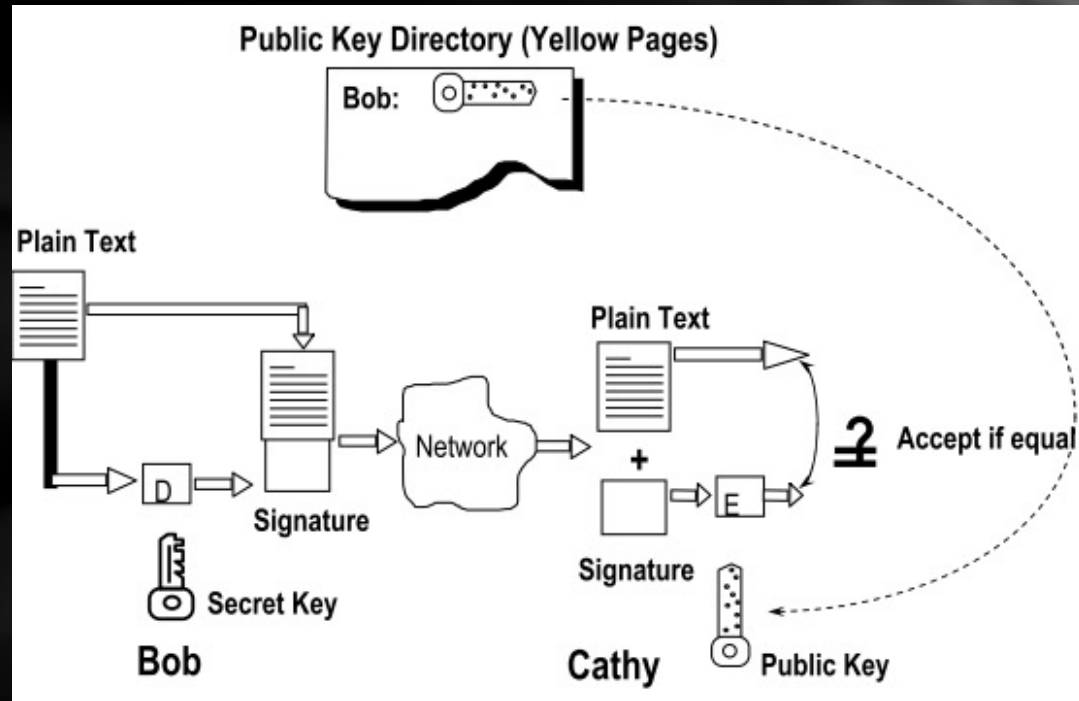 Public Key Directory (Yellow Pages)
Bob:
Plain Text
Plain Text
Network
?
=
Accept if equal
+
D
E
Signature
Signature
Secret Key
Public Key
Bob
Cathy